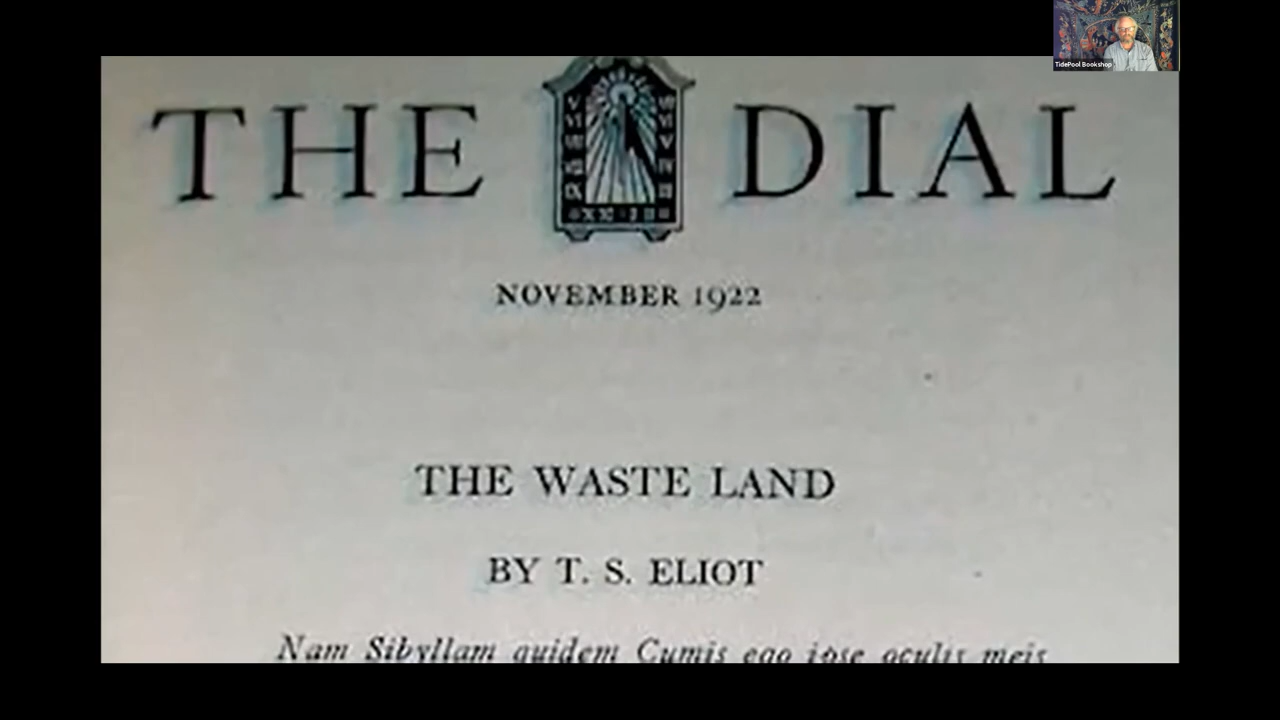 TidePool Bookshop
THE DIAL
NOVEMBER 1922
THE WASTE LAND
BY T. S. ELIOT
Nam Sibyllam quidem Cumis ego ipse oculis meis